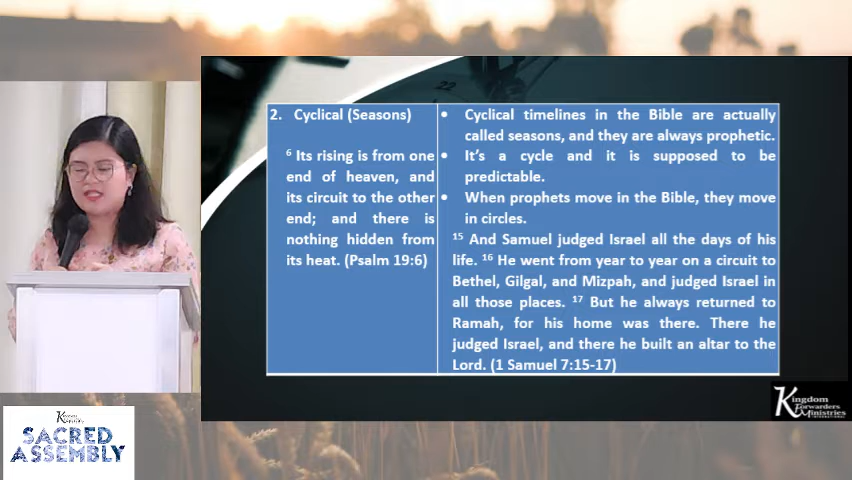 22
2. Cyclical (Seasons)
6 Its rising is from one
end of heaven, and
its circuit to the other
end; and there is
nothing hidden from
its heat. (Psalm 19:6)
• Cyclical timelines in the Bible are actually
called seasons, and they are always prophetic.
• It’s a cycle and it is supposed to be
predictable.
• When prophets move in the Bible, they move
in circles.
15 And Samuel judged Israel all the days of his
life. 16 He went from year to year on a circuit to
Bethel, Gilgal, and Mizpah, and judged Israel in
all those places. 17 But he always returned to
Ramah, for his home was there. There he
judged Israel, and there he built an altar to the
Lord. (1 Samuel 7:15-17)
Kingdom
Forwarders
Ministries
SACRED
ASSEMBLY